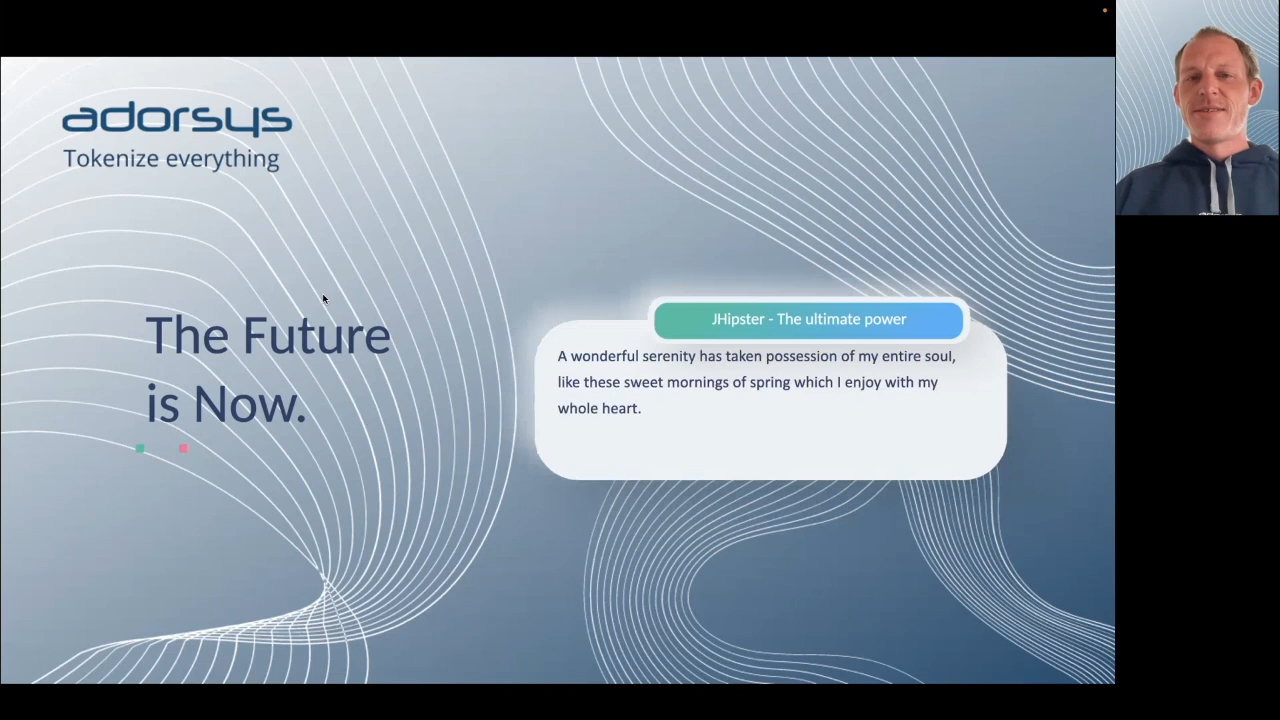 adorsys
Tokenize everything
The Future
is Now.
JHipster - The ultimate power
A wonderful serenity has taken possession of my entire soul,
like these sweet mornings of spring which I enjoy with my
whole heart.